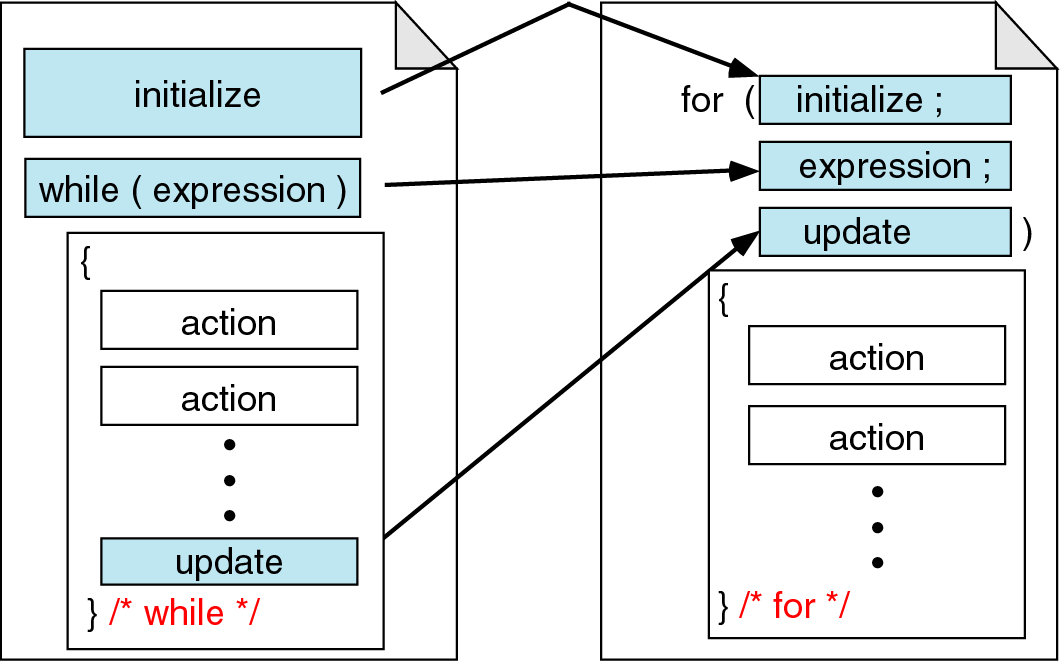 initialize
while ( expression )
{
action
action
update
} /* while */
for ( initialize ;
expression ;
update )
{
action
action
} /* for */